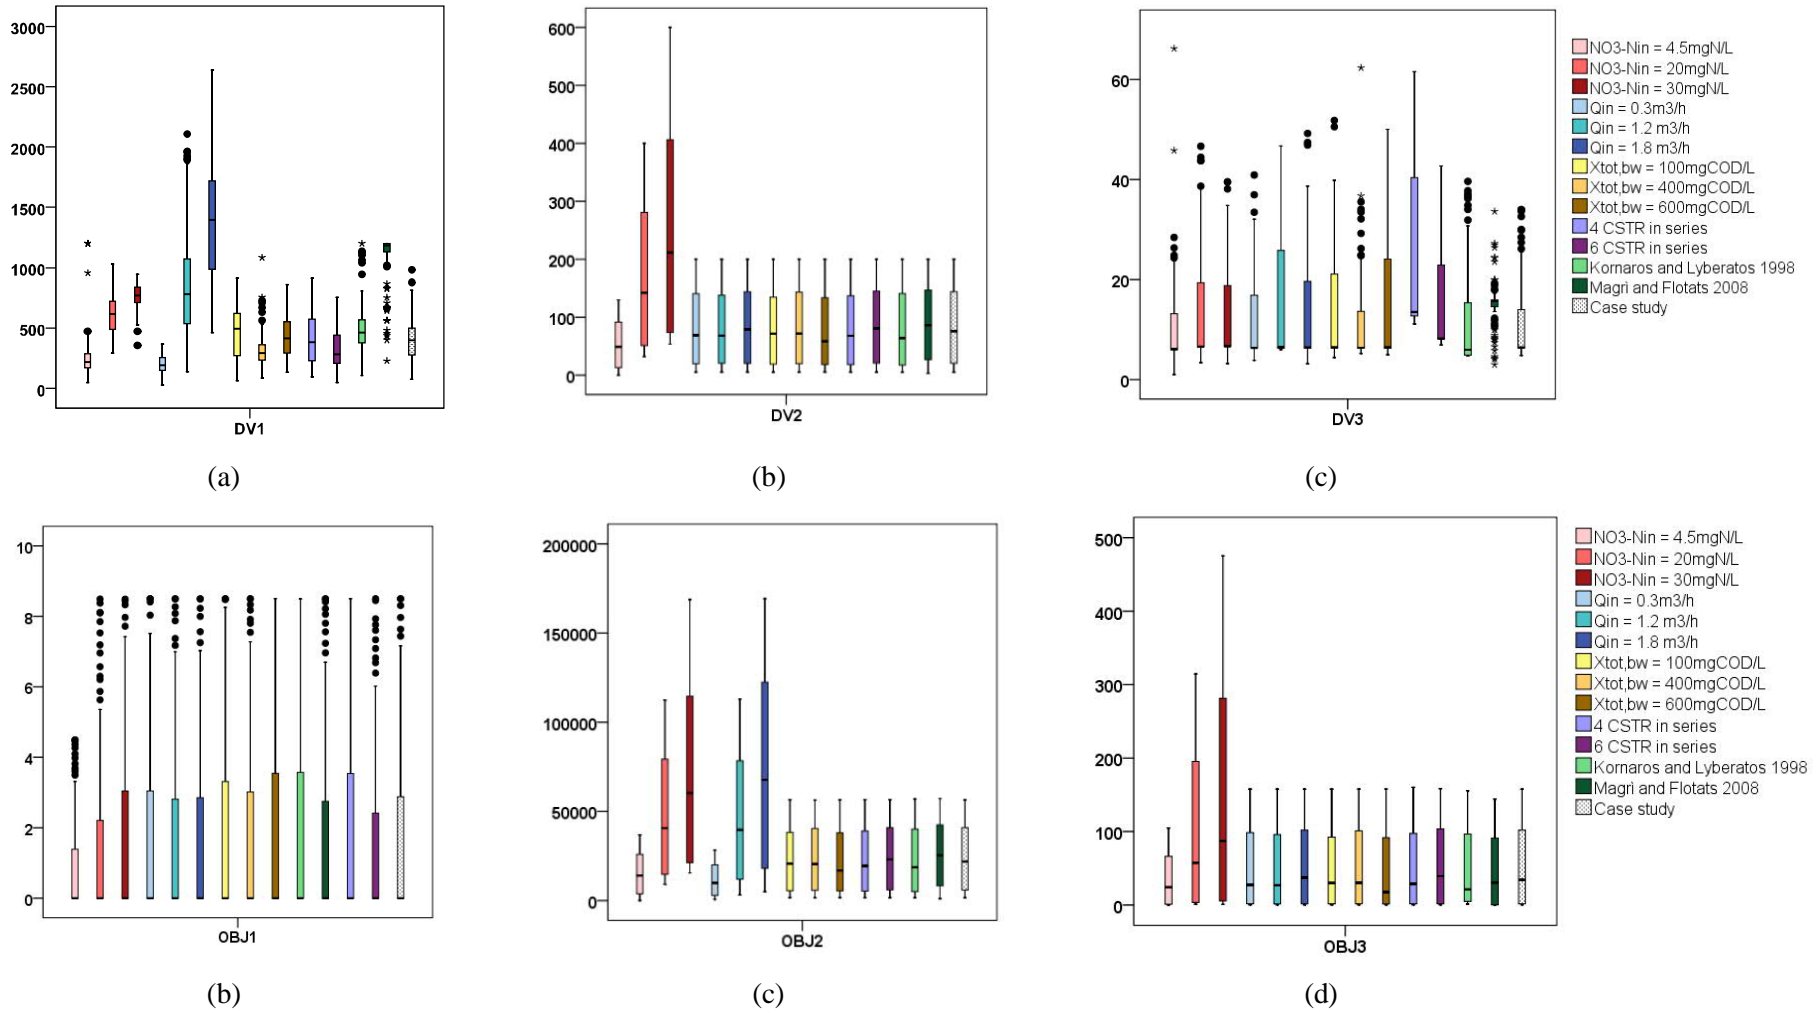 3000
2500
2000
1500
1000
500
0
DV1
(a)
600
500
400
300
200
100
0
DV2
(b)
60
40
20
0
DV3
(c)
NO3-Nin = 4.5mgN/L
NO3-Nin = 20mgN/L
NO3-Nin = 30mgN/L
Qin = 0.3m3/h
Qin = 1.2 m3/h
Qin = 1.8 m3/h
Xtot,bw = 100mgCOD/L
Xtot,bw = 400mgCOD/L
Xtot,bw = 600mgCOD/L
4 CSTR in series
6 CSTR in series
Kornaros and Lyberatos 1998
Magrì and Flotats 2008
Case study
10
8
6
4
2
0
OBJ1
(b)
200000
150000
100000
50000
0
OBJ2
(c)
500
400
300
200
100
0
OBJ3
(d)
NO3-Nin = 4.5mgN/L
NO3-Nin = 20mgN/L
NO3-Nin = 30mgN/L
Qin = 0.3m3/h
Qin = 1.2 m3/h
Qin = 1.8 m3/h
Xtot,bw = 100mgCOD/L
Xtot,bw = 400mgCOD/L
Xtot,bw = 600mgCOD/L
4 CSTR in series
6 CSTR in series
Kornaros and Lyberatos 1998
Magrì and Flotats 2008
Case study